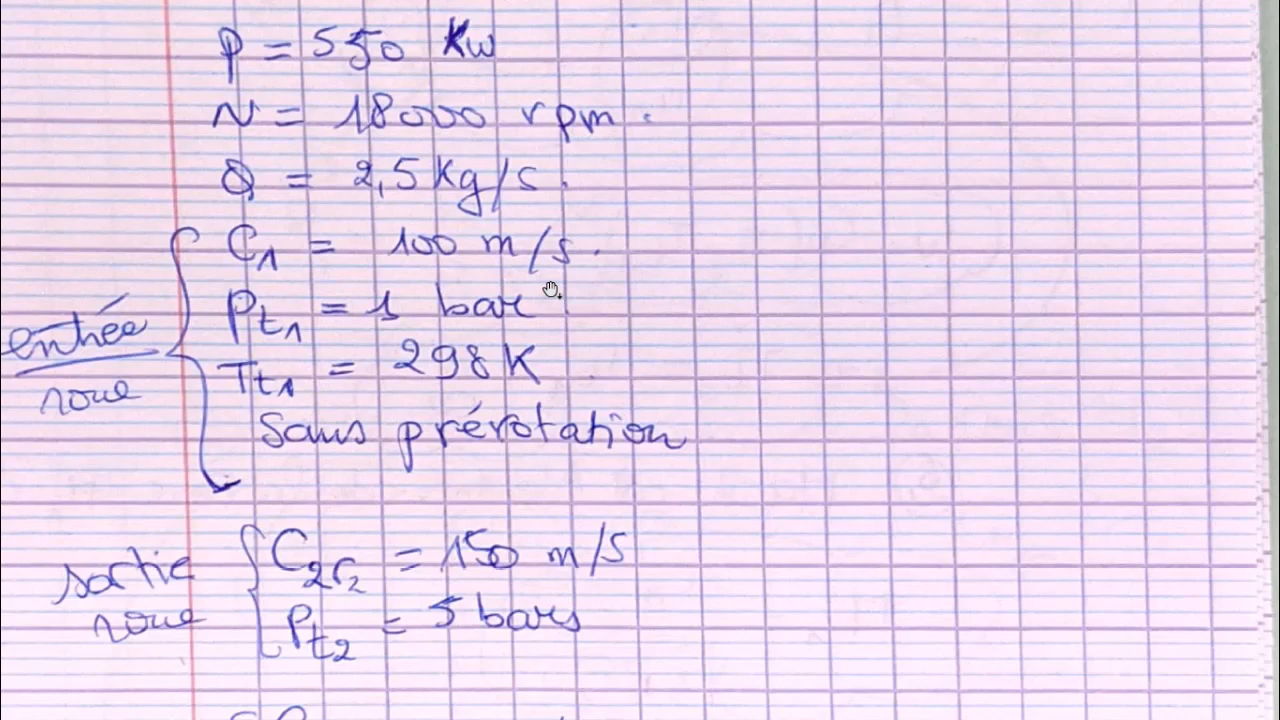 P = 550 Kw
N = 18000 rpm.
Q = 2,5 Kg/s.
C1 = 100 m/s.
Pt1 = 1 bar
Tt1 = 298 K
Sans prérotation
entrée
roue
C2r2 = 150 m/s
Pt2 = 5 bars
sortie
roue